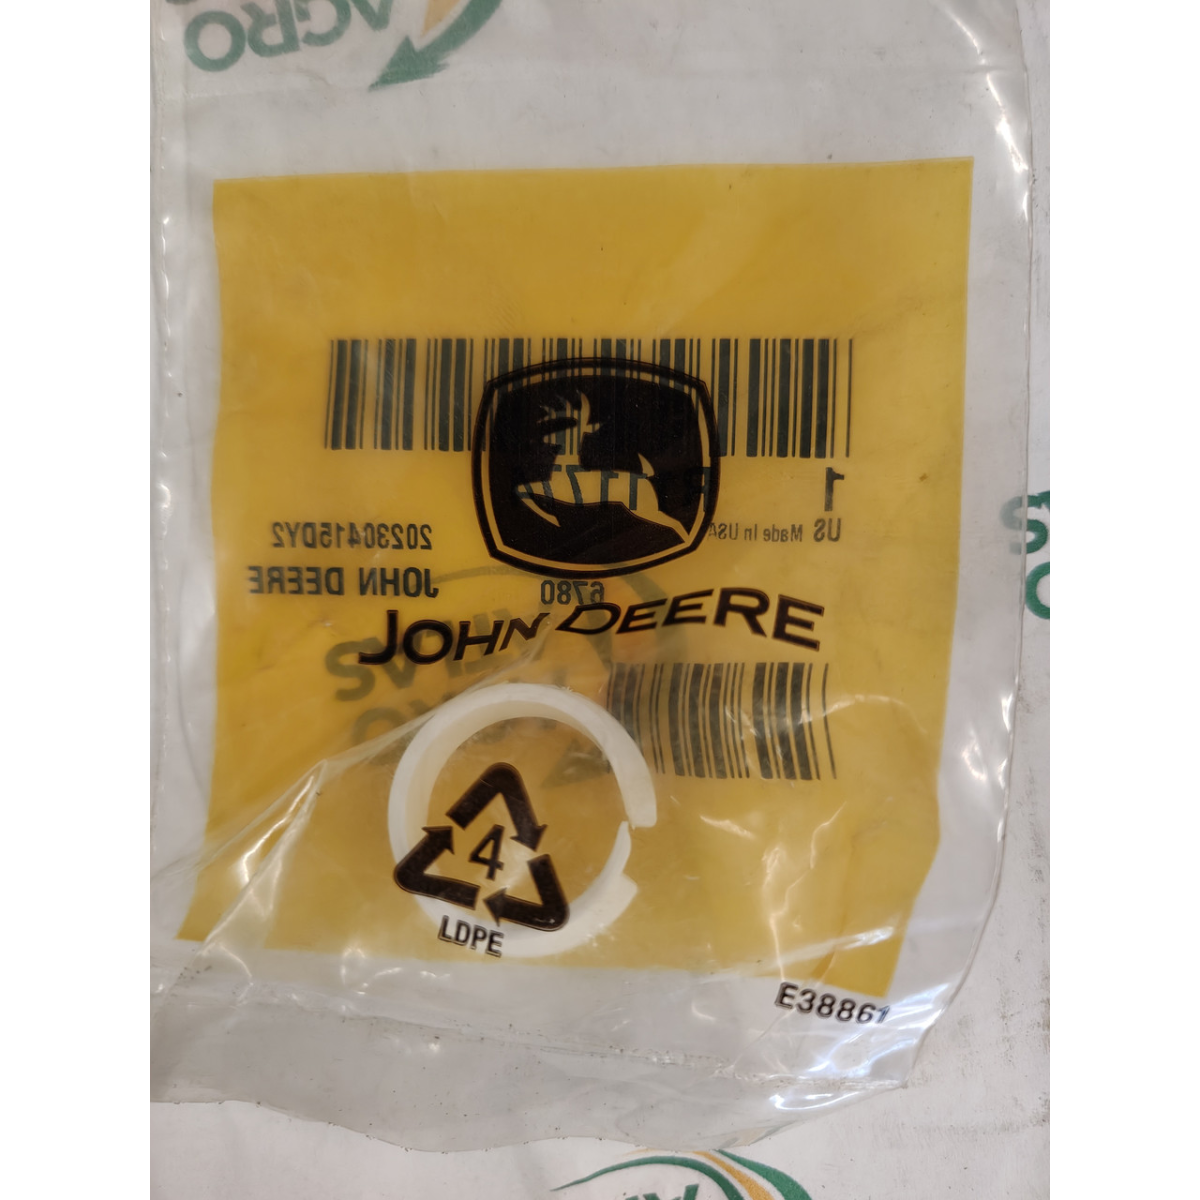 AGRO
1
US Made In USA
20230415DY2
JOHN DEERE
6780
JOHN DEERE
4
LDPE
E38861